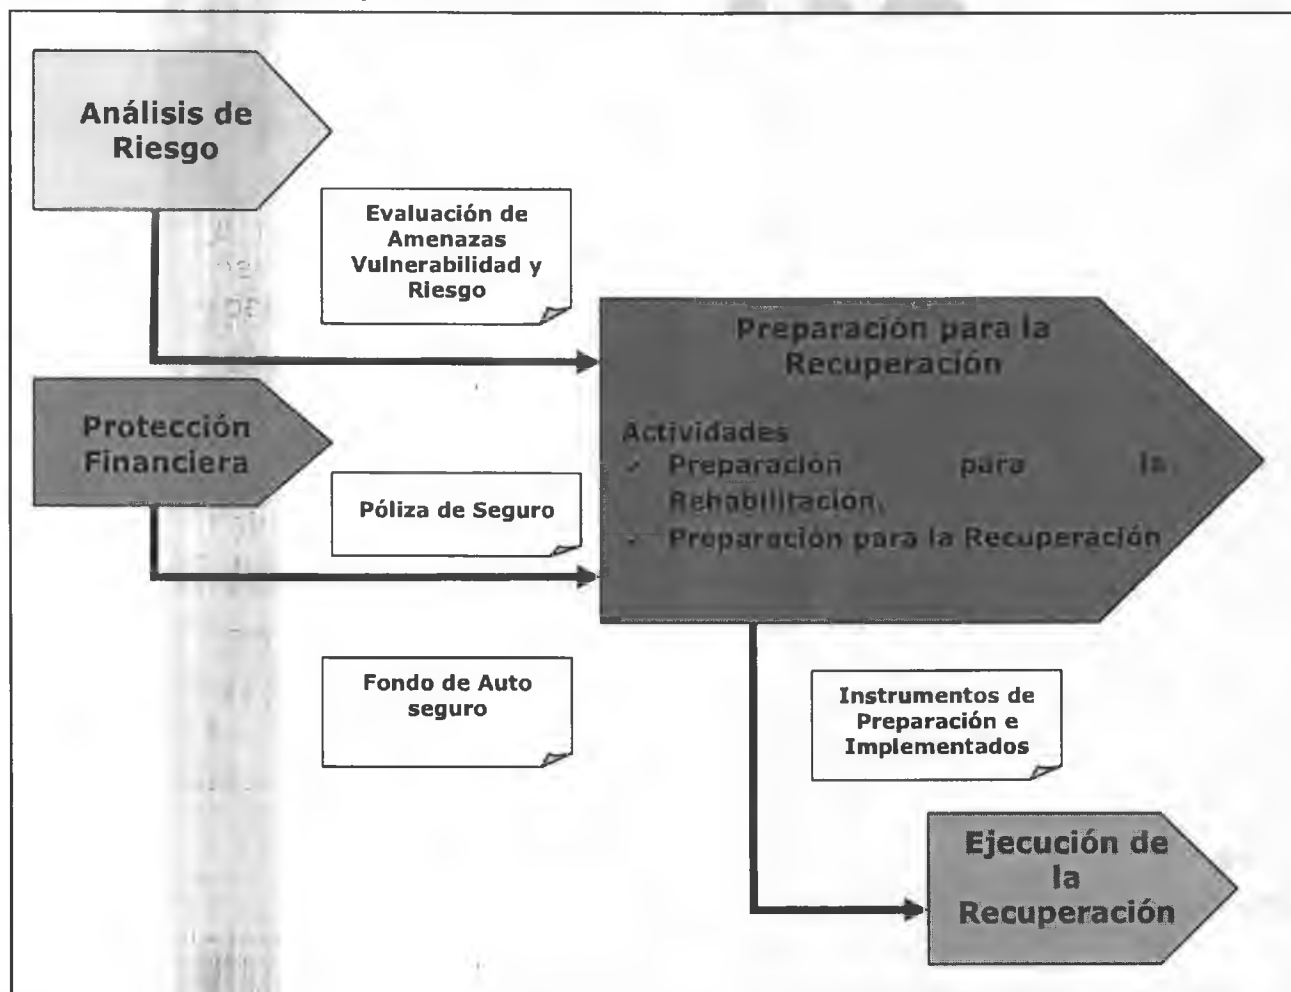 Análisis de
Riesgo
Evaluación de
Amenazas
Vulnerabilidad y
Riesgo
Protección
Financiera
Póliza de Seguro
Fondo de Auto
seguro
Preparación para la
Recuperación
Actividades
✓ Preparación para la
Rehabilitación.
✓ Preparación para la Recuperación
Instrumentos de
Preparación e
Implementados
Ejecución de
la
Recuperación